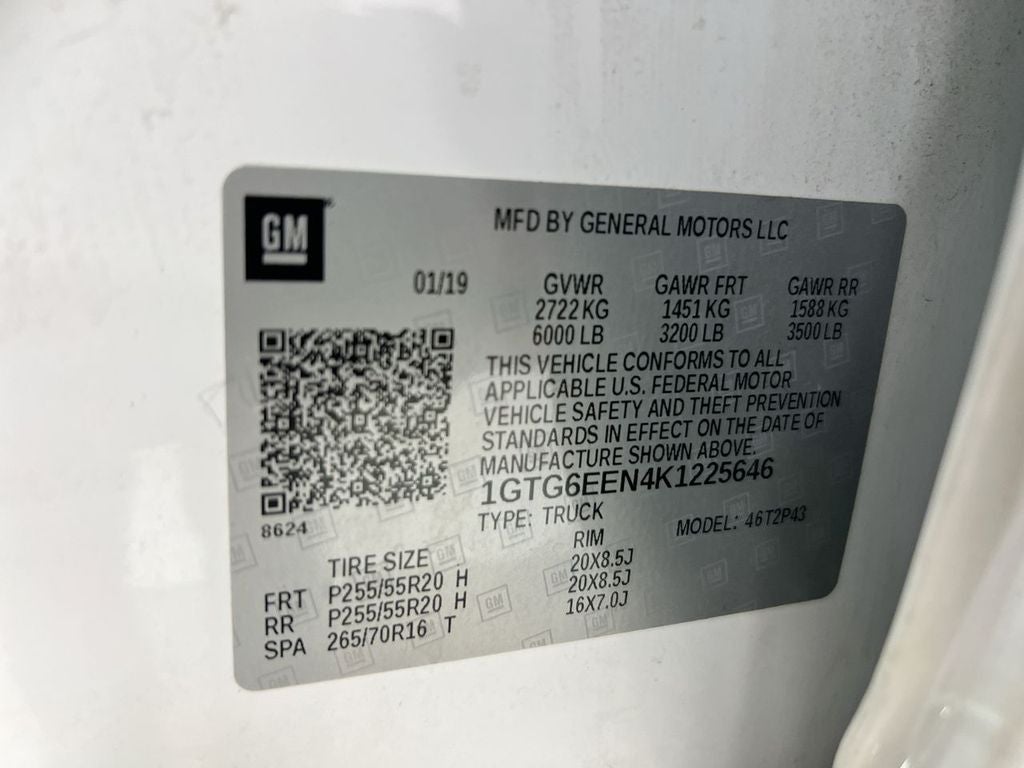 GM
MFD BY GENERAL MOTORS LLC
01/19 GVWR GAWR FRT GAWR RR
2722 KG 1451 KG 1588 KG
6000 LB 3200 LB 3500 LB
THIS VEHICLE CONFORMS TO ALL
APPLICABLE U.S. FEDERAL MOTOR
VEHICLE SAFETY AND THEFT PREVENTION
STANDARDS IN EFFECT ON THE DATE OF
MANUFACTURE SHOWN ABOVE.
1GTG6EEN4K1225646
TYPE: TRUCK MODEL: 46T2P43
8624
TIRE SIZE RIM
FRT P255/55R20 H 20X8.5J
RR P255/55R20 H 20X8.5J
SPA 265/70R16 T 16X7.0J